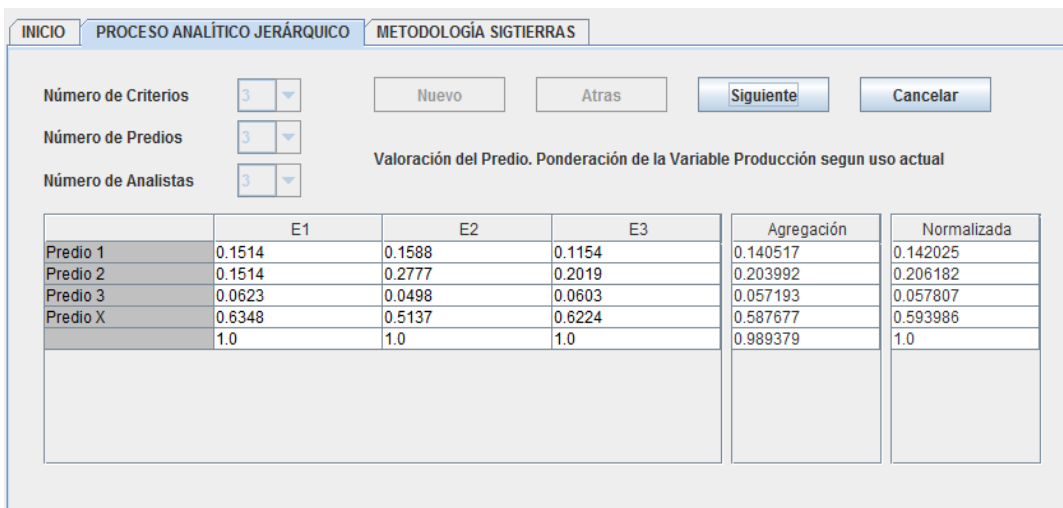 INICIO PROCESO ANALÍTICO JERÁRQUICO METODOLOGÍA SIGTIERRAS
Número de Criterios 3 Nuevo Atras Siguiente Cancelar
Número de Predios 3
Valoración del Predio. Ponderación de la Variable Producción segun uso actual
Número de Analistas 3
E1 E2 E3 Agregación Normalizada
Predio 1 0.1514 0.1588 0.1154 0.140517 0.142025
Predio 2 0.1514 0.2777 0.2019 0.203992 0.206182
Predio 3 0.0623 0.0498 0.0603 0.057193 0.057807
Predio X 0.6348 0.5137 0.6224 0.587677 0.593986
1.0 1.0 1.0 0.989379 1.0